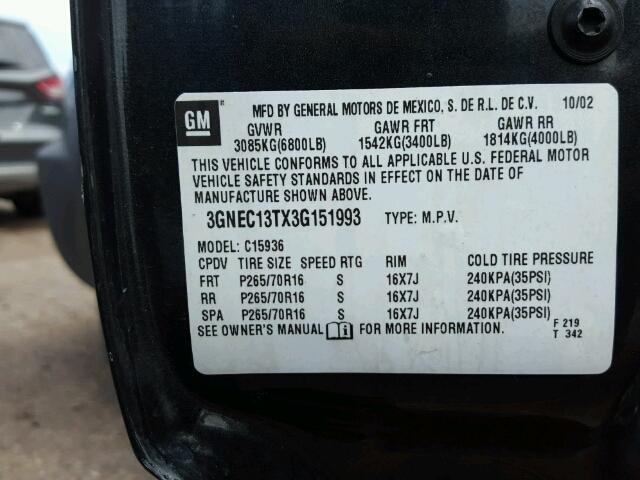 GM MFD BY GENERAL MOTORS DE MEXICO, S. DE R.L. DE C.V. 10/02
GVWR GAWR FRT GAWR RR
3085KG(6800LB) 1542KG(3400LB) 1814KG(4000LB)
THIS VEHICLE CONFORMS TO ALL APPLICABLE U.S. FEDERAL MOTOR
VEHICLE SAFETY STANDARDS IN EFFECT ON THE DATE OF
MANUFACTURE SHOWN ABOVE.
3GNEC13TX3G151993 TYPE: M.P.V.
MODEL: C15936
CPDV TIRE SIZE SPEED RTG RIM COLD TIRE PRESSURE
FRT P265/70R16 S 16X7J 240KPA(35PSI)
RR P265/70R16 S 16X7J 240KPA(35PSI)
SPA P265/70R16 S 16X7J 240KPA(35PSI)
SEE OWNER'S MANUAL FOR MORE INFORMATION.
F 219
T 342